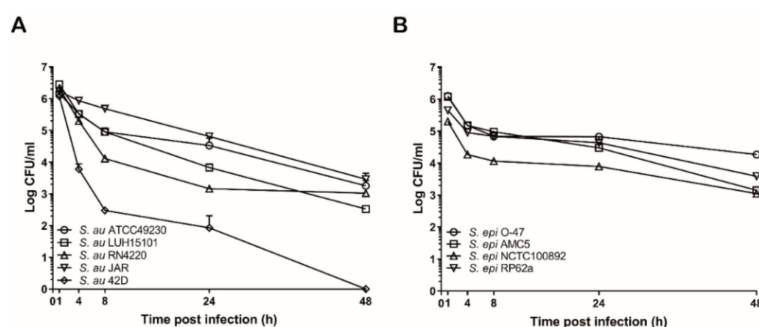 A
Log CFU/ml
7
6
5
4
3
2
1
0
S. au ATCC49230
S. au LUH15101
S. au RN4220
S. au JAR
S. au 42D
01 4 8 24 48
Time post infection (h)
B
Log CFU/ml
7
6
5
4
3
2
1
0
S. epi O-47
S. epi AMC5
S. epi NCTC100892
S. epi RP62a
01 4 8 24 48
Time post infection (h)